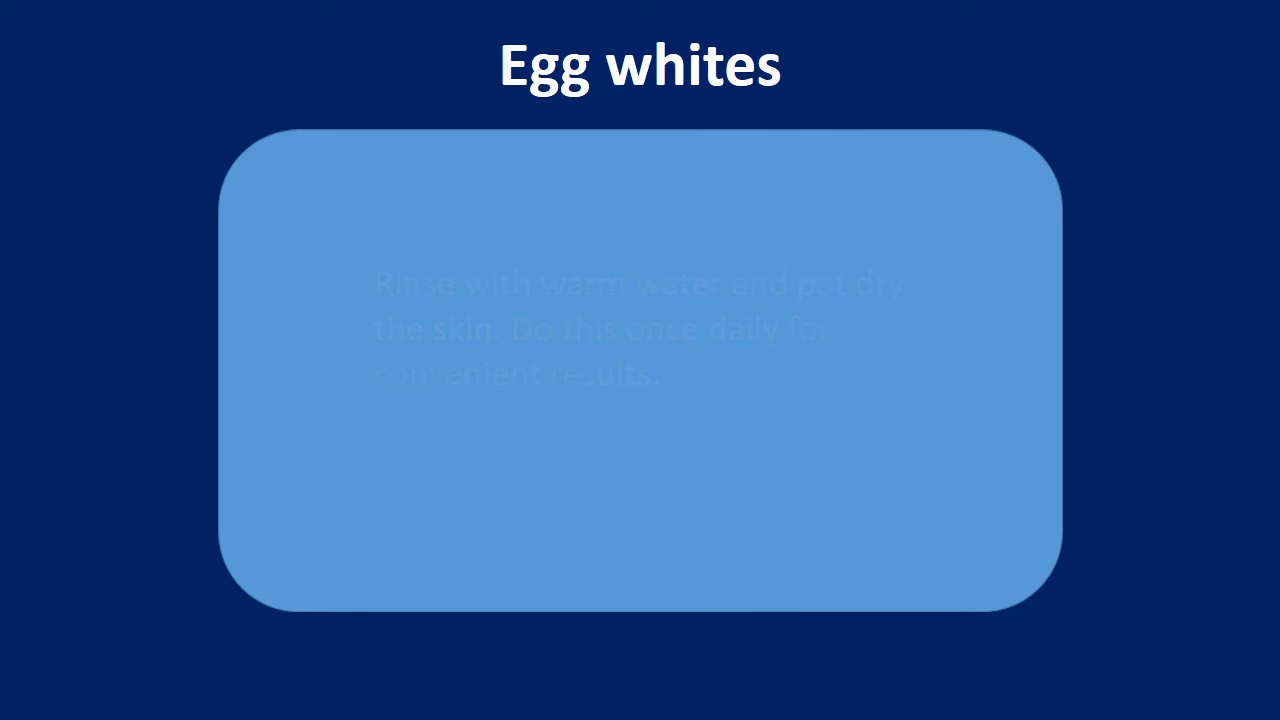 Egg whites
Rinse with warm water and pat dry
the skin. Do this once daily for
convenient results.